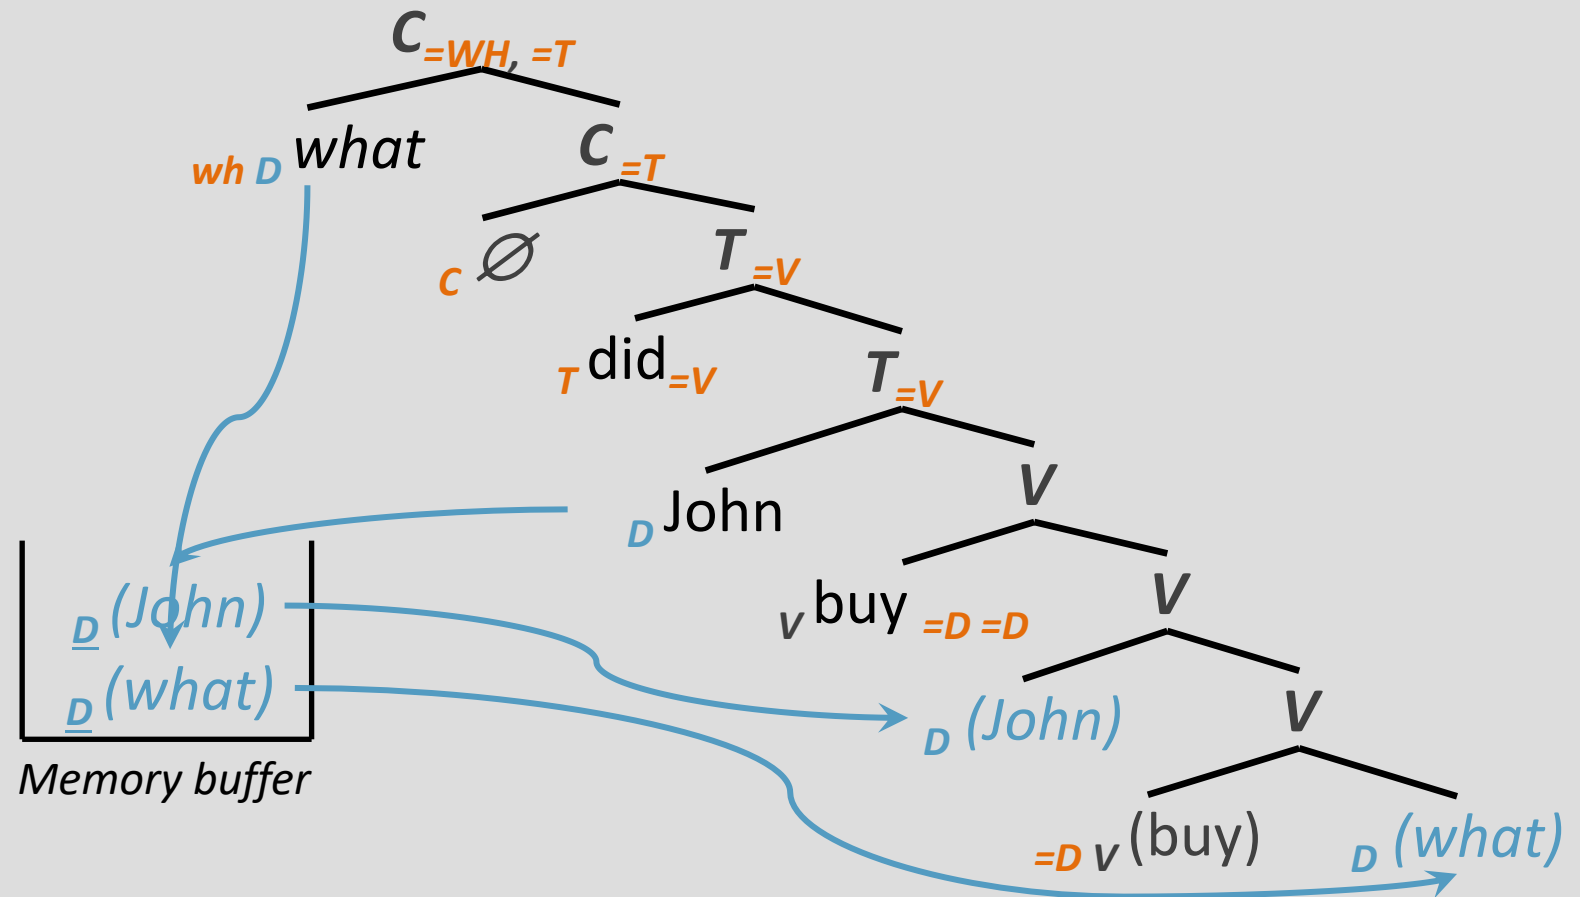 C =WH, =T
wh D what
C =T
C ∅
T =V
T did =V
T =V
D John
V
V buy =D =D
V
D (John)
D (what)
Memory buffer
D (John)
V
=D V (buy)
D (what)